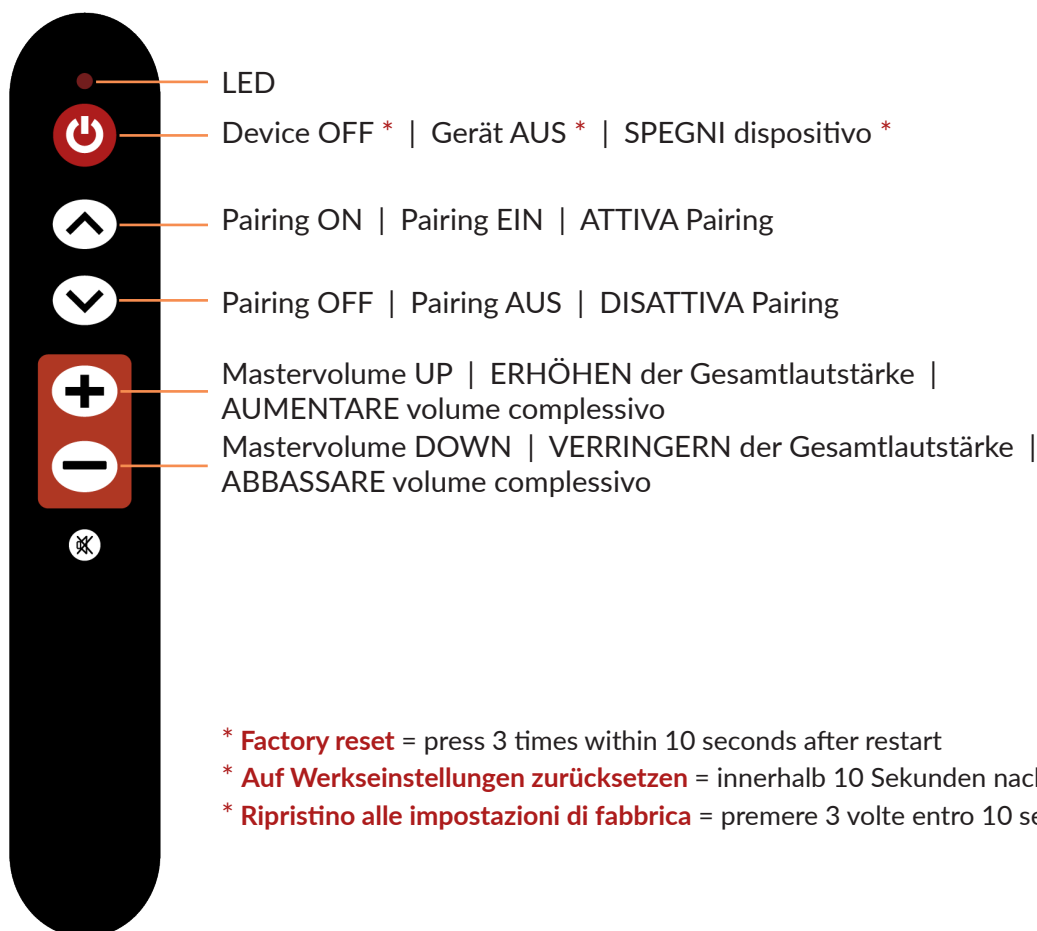 LED
Device OFF * | Gerät AUS * | SPEGNI dispositivo *
Pairing ON | Pairing EIN | ATTIVA Pairing
Pairing OFF | Pairing AUS | DISATTIVA Pairing
Mastervolume UP | ERHÖHEN der Gesamtlautstärke |
AUMENTARE volume complessivo
Mastervolume DOWN | VERRINGERN der Gesamtlautstärke |
ABBASSARE volume complessivo
* Factory reset = press 3 times within 10 seconds after restart
* Auf Werkseinstellungen zurücksetzen = innerhalb 10 Sekunden
* Ripristino alle impostazioni di fabbrica = premere 3 volte entro 10